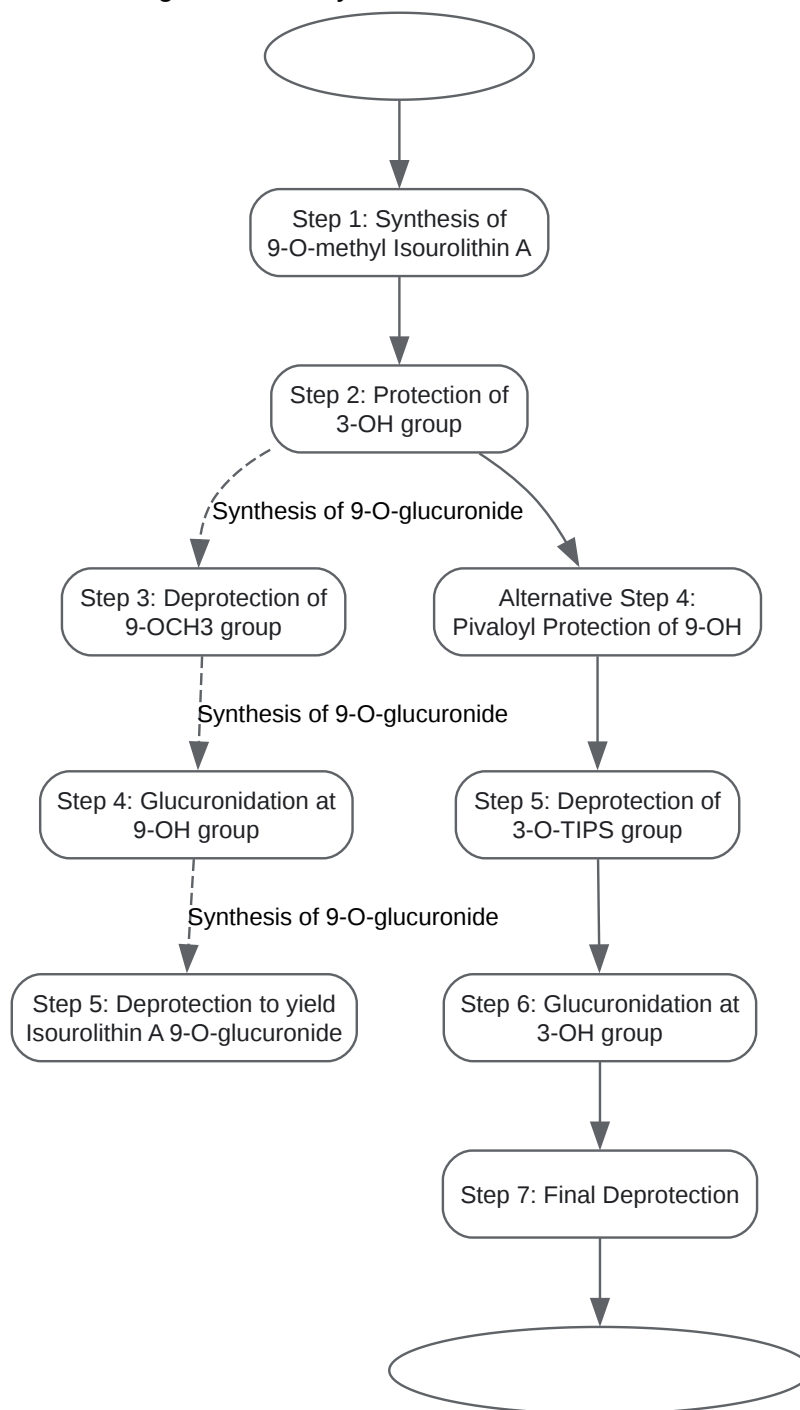 Step 1: Synthesis of
9-O-methyl Isourolithin A
Step 2: Protection of
3-OH group
Synthesis of 9-O-glucuronide
Step 3: Deprotection of
9-OCH3 group
Alternative Step 4:
Pivaloyl Protection of 9-OH
Synthesis of 9-O-glucuronide
Step 4: Glucuronidation at
9-OH group
Step 5: Deprotection of
3-O-TIPS group
Synthesis of 9-O-glucuronide
Step 5: Deprotection to yield
Isourolithin A 9-O-glucuronide
Step 6: Glucuronidation at
3-OH group
Step 7: Final Deprotection